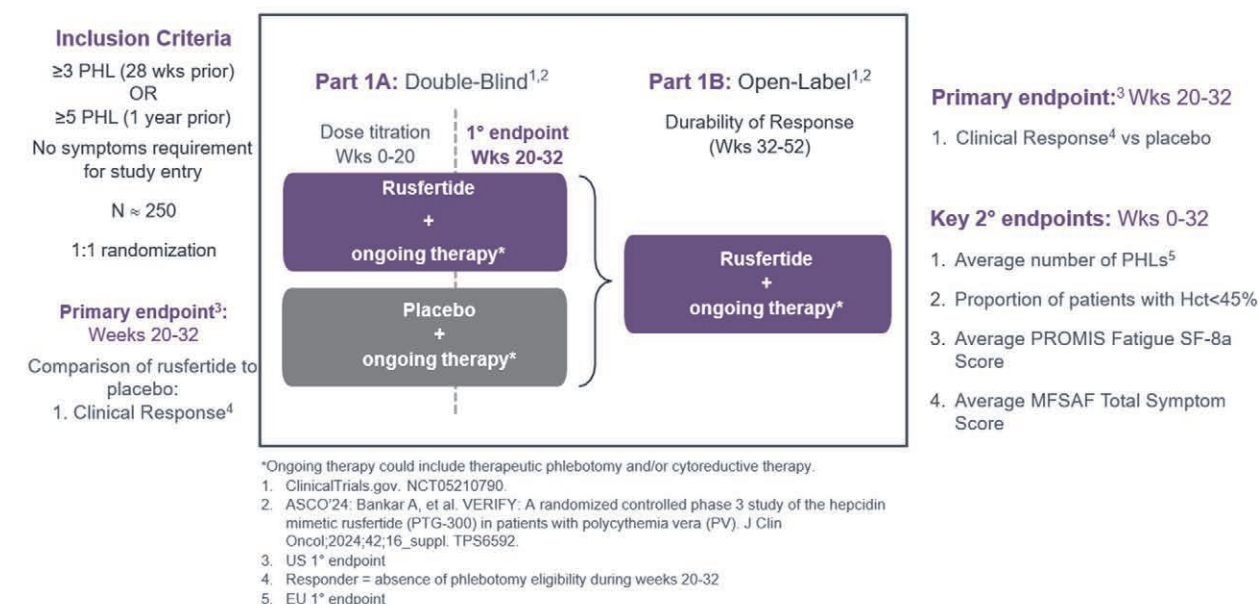 Inclusion Criteria
≥3 PHL (28 wks prior)
OR
≥5 PHL (1 year prior)
No symptoms requirement
for study entry
N ≈ 250
1:1 randomization
Primary endpoint³:
Weeks 20-32
Comparison of rusfertide to
placebo:
1. Clinical Response⁴
Part 1A: Double-Blind¹,²
Dose titration
Wks 0-20
1° endpoint
Wks 20-32
Rusfertide
+
ongoing therapy*
Placebo
+
ongoing therapy*
Part 1B: Open-Label¹,²
Durability of Response
(Wks 32-52)
Rusfertide
+
ongoing therapy*
Primary endpoint:³ Wks 20-32
1. Clinical Response⁴ vs placebo
Key 2° endpoints: Wks 0-32
1. Average number of PHLs⁵
2. Proportion of patients with Hct<45%
3. Average PROMIS Fatigue SF-8a
Score
4. Average MFSAF Total Symptom
Score
*Ongoing therapy could include therapeutic phlebotomy and/or cytoreductive therapy.
1. ClinicalTrials.gov. NCT05210790.
2. ASCO'24: Bankar A, et al. VERIFY: A randomized controlled phase 3 study of the hepcidin
mimetic rusfertide (PTG-300) in patients with polycythemia vera (PV). J Clin
Oncol;2024;42;16_suppl. TPS6592.
3. US 1° endpoint
4. Responder = absence of phlebotomy eligibility during weeks 20-32
5. EU 1° endpoint